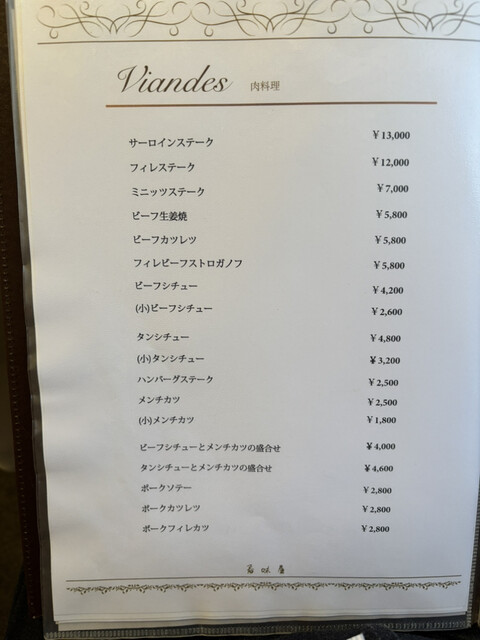 Viandes 肉料理
サーロインステーク ￥13,000
フィレステーク ￥12,000
ミニッツステーク ￥7,000
ビーフ生姜焼 ￥5,800
ビーフカツレツ ￥5,800
フィレビーフストロガノフ ￥5,800
ビーフシチュー ￥4,200
(小)ビーフシチュー ￥2,600
タンシチュー ￥4,800
(小)タンシチュー ￥3,200
ハンバーグステーク ￥2,500
メンチカツ ￥2,500
(小)メンチカツ ￥1,800
ビーフシチューとメンチカツの盛合せ ￥4,000
タンシチューとメンチカツの盛合せ ￥4,600
ポークソテー ￥2,800
ポークカツレツ ￥2,800
ポークフィレカツ ￥2,800